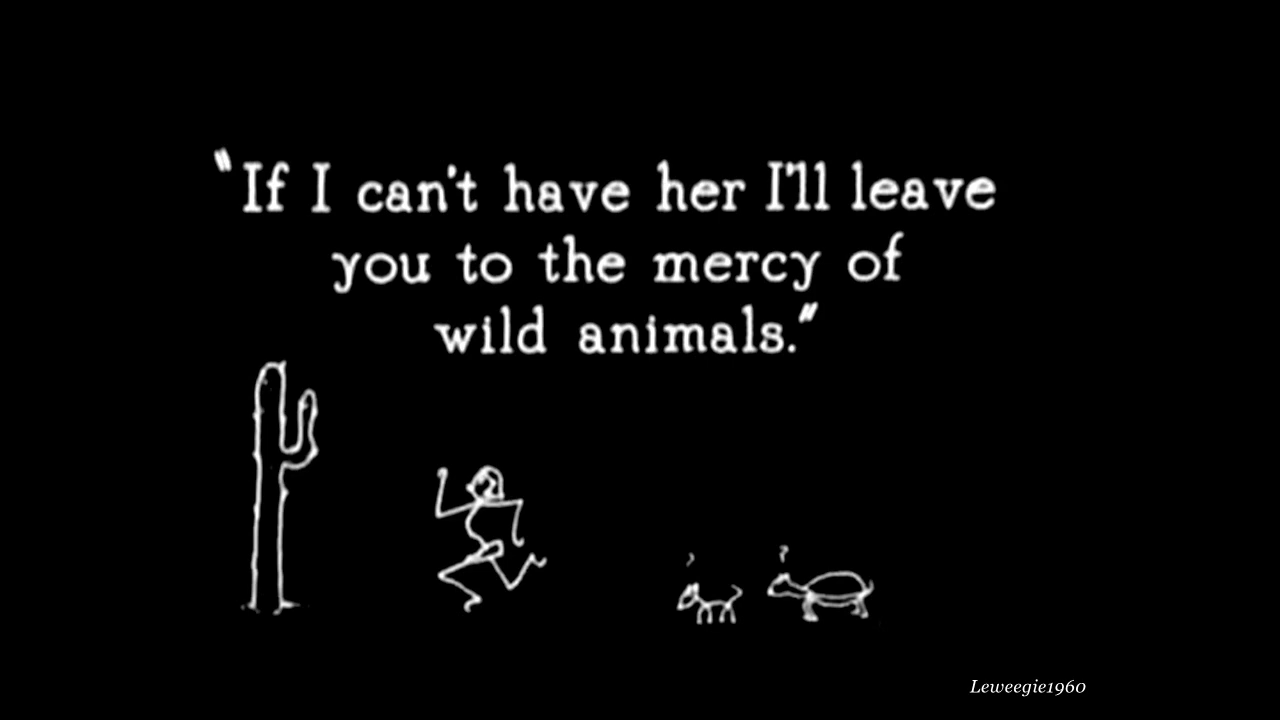 "If I can't have her I'll leave
you to the mercy of
wild animals."
Leweegie1960